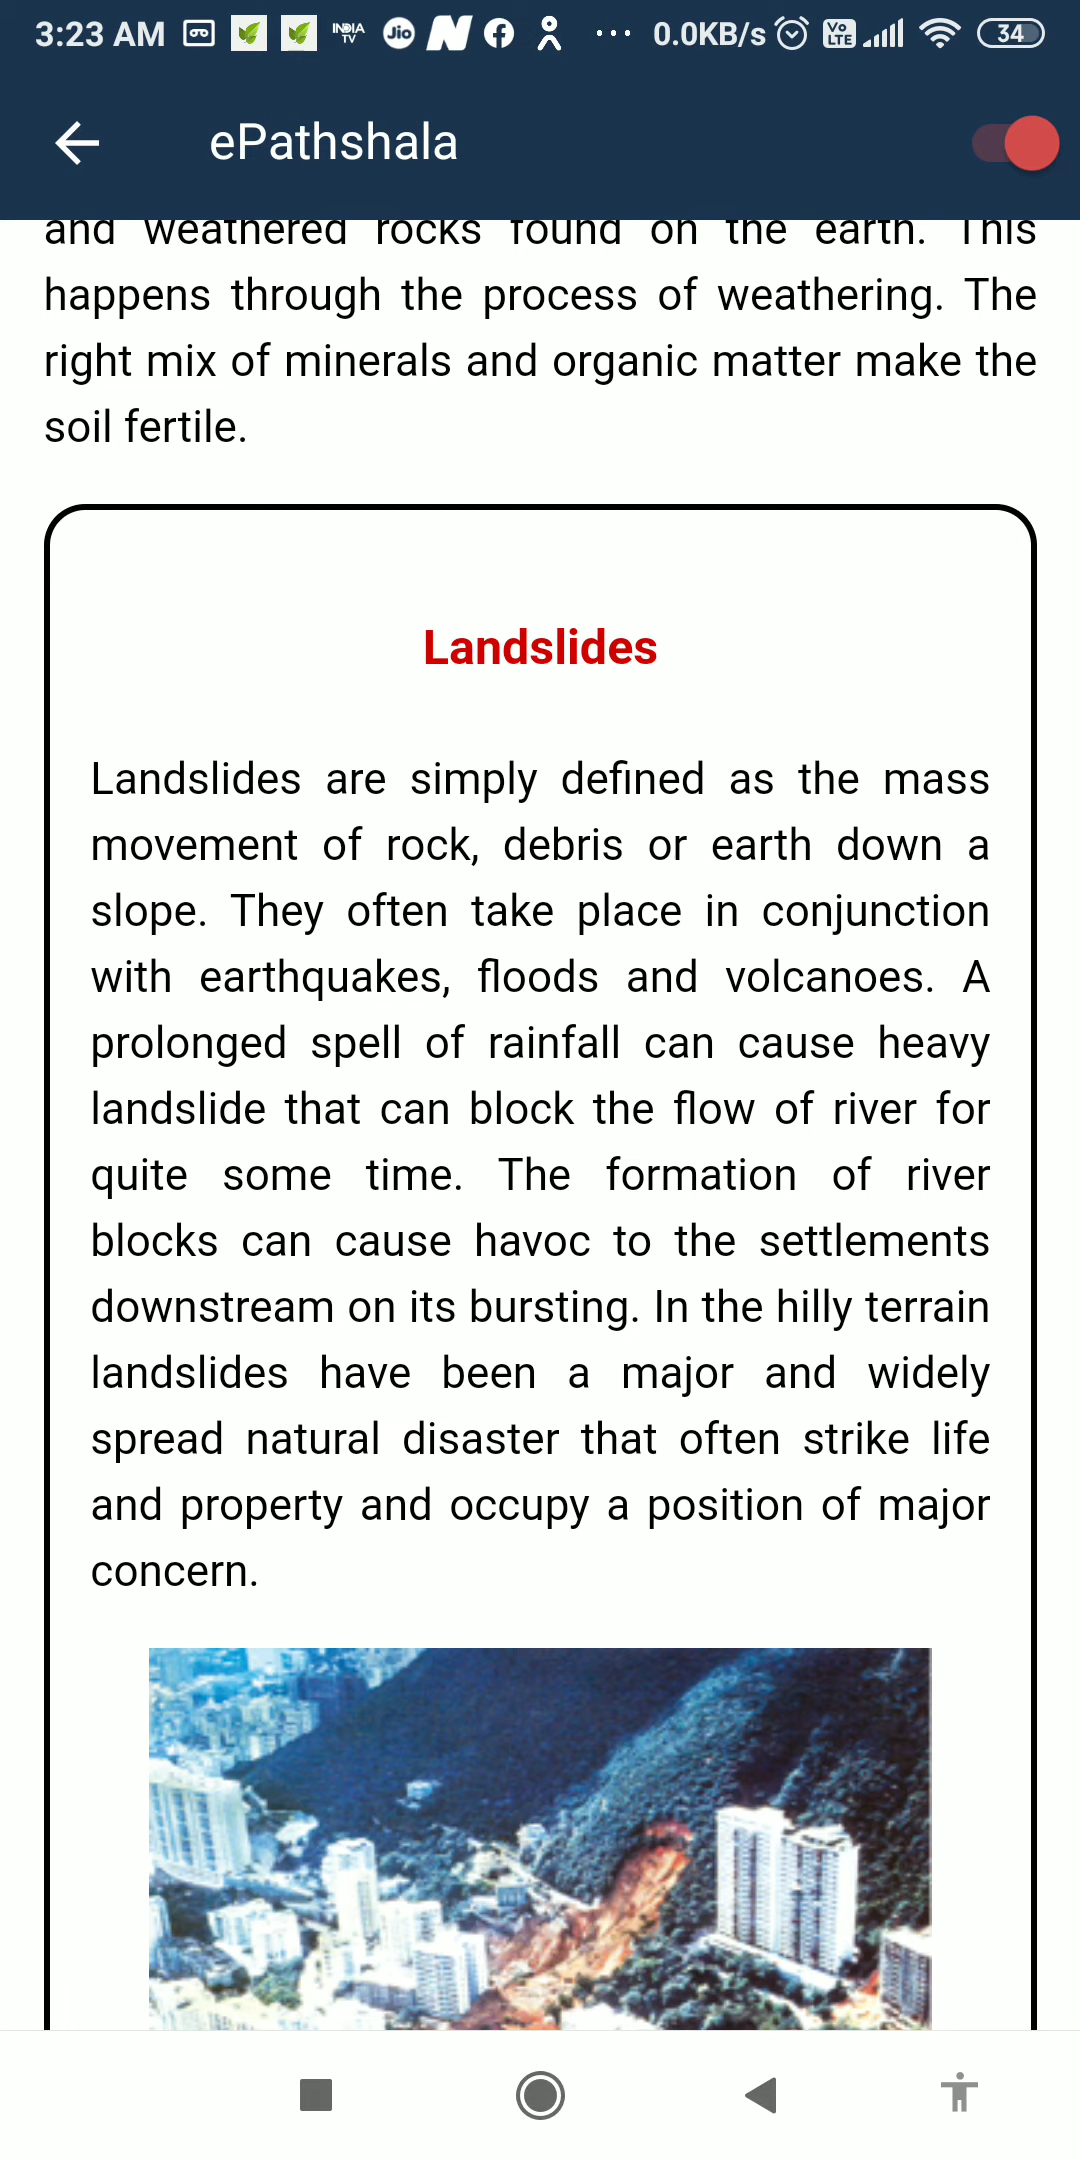 3:23 AM INDIA TV Jio N 0.0KB/s Vo LTE 34
ePathshala
and weathered rocks found on the earth. This
happens through the process of weathering. The
right mix of minerals and organic matter make the
soil fertile.
Landslides
Landslides are simply defined as the mass
movement of rock, debris or earth down a
slope. They often take place in conjunction
with earthquakes, floods and volcanoes. A
prolonged spell of rainfall can cause heavy
landslide that can block the flow of river for
quite some time. The formation of river
blocks can cause havoc to the settlements
downstream on its bursting. In the hilly terrain
landslides have been a major and widely
spread natural disaster that often strike life
and property and occupy a position of major
concern.